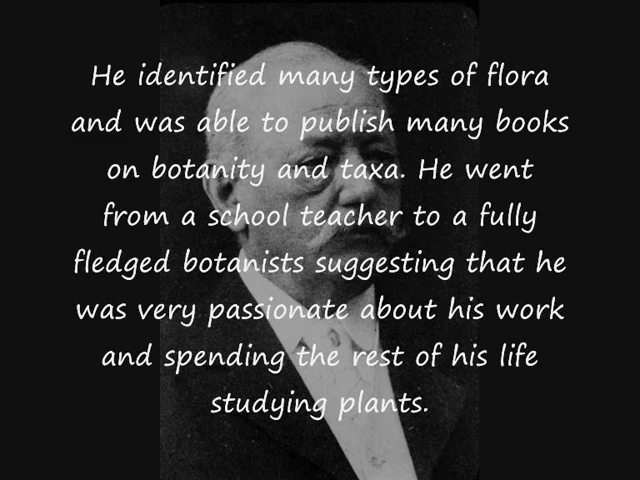 He identified many types of flora
and was able to publish many books
on botanity and taxa. He went
from a school teacher to a fully
fledged botanists suggesting that he
was very passionate about his work
and spending the rest of his life
studying plants.